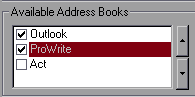 Available Address Books
Outlook
ProWrite
Act